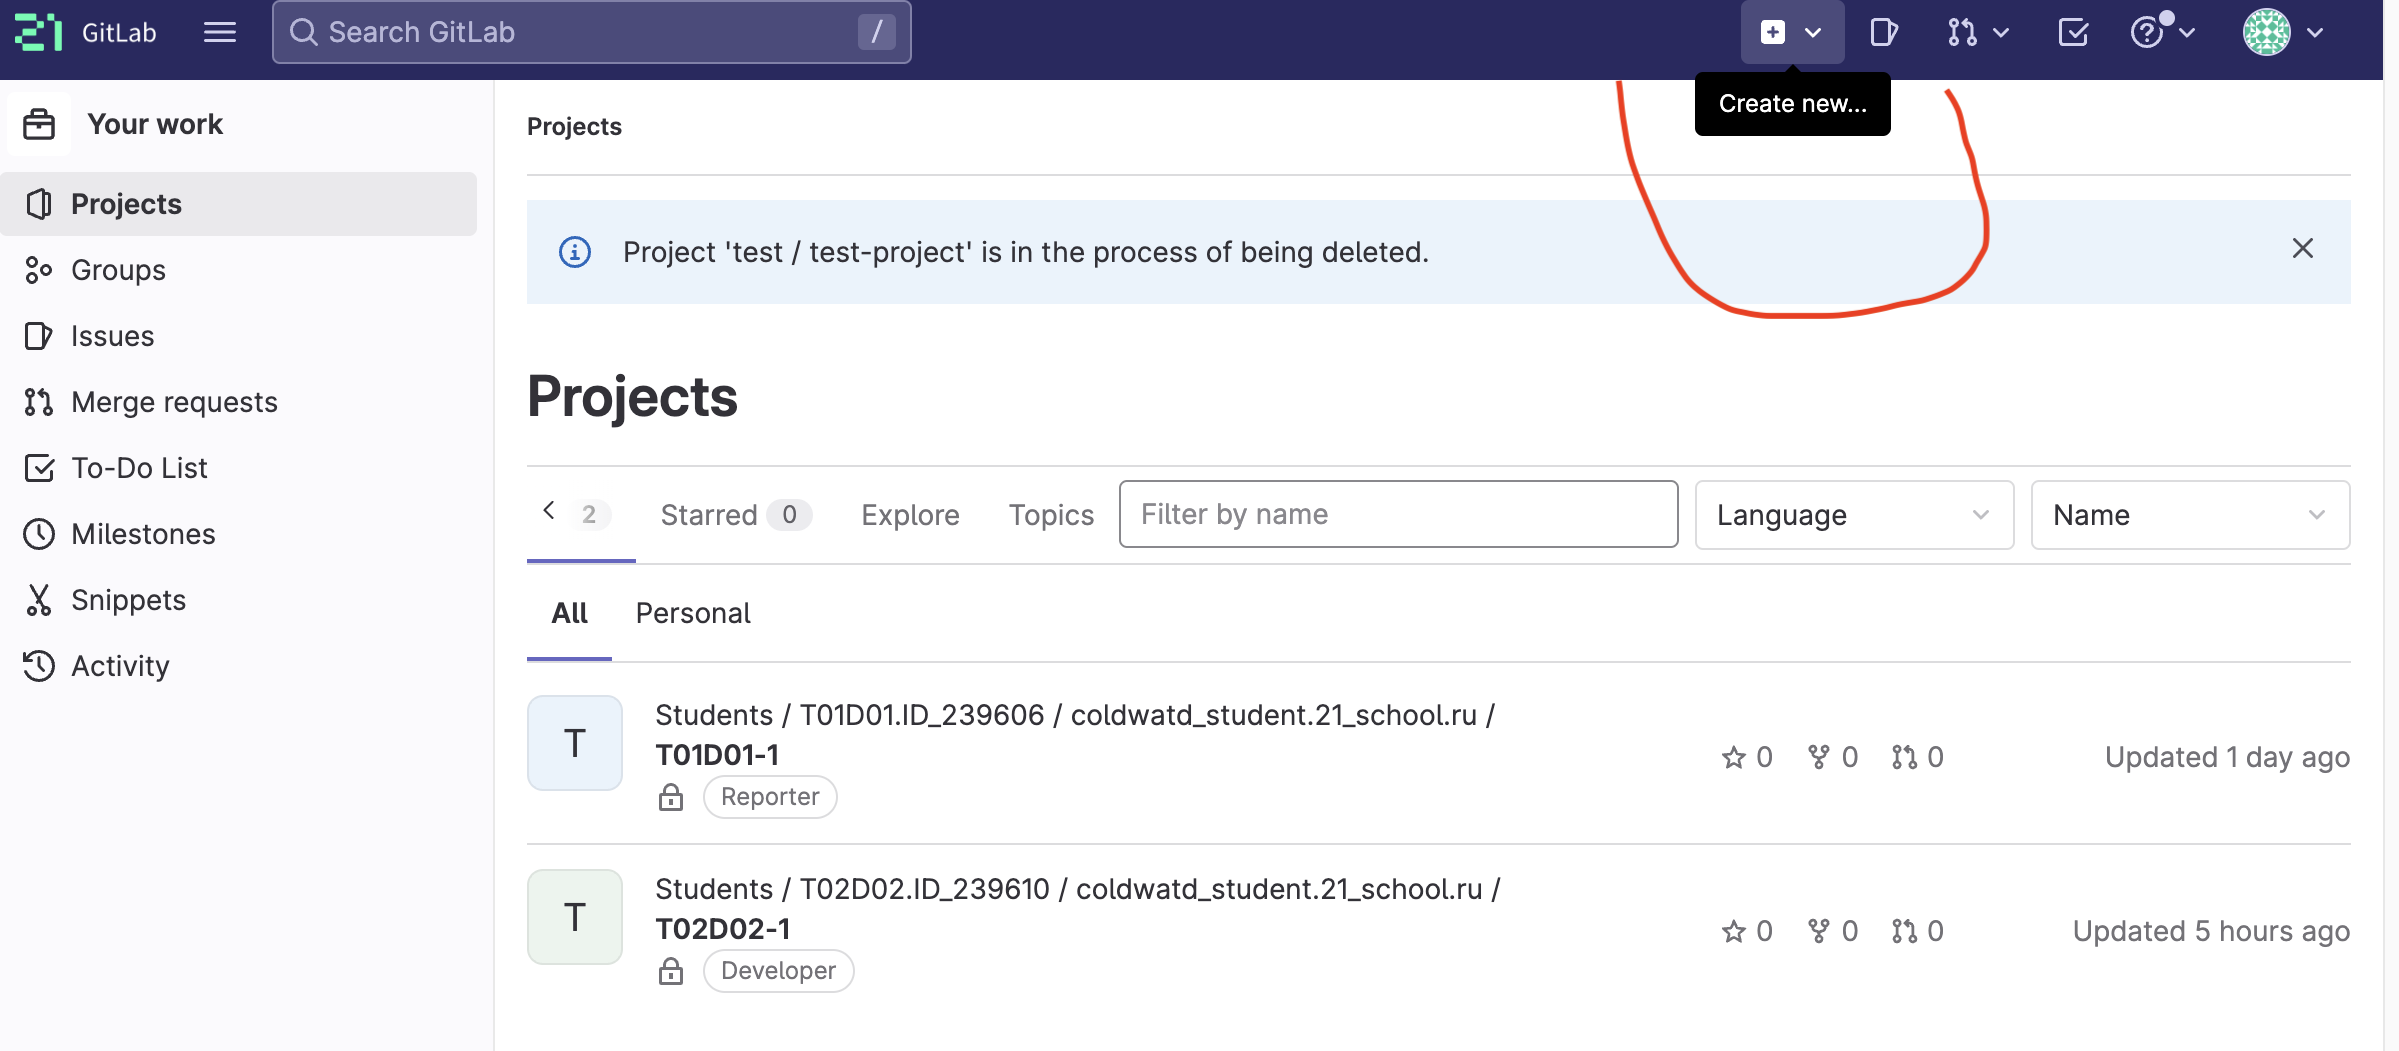 GitLab
Search GitLab /
Create new...
Your work
Projects
Groups
Issues
Merge requests
To-Do List
Milestones
Snippets
Activity
Projects
Project 'test / test-project' is in the process of being deleted.
Projects
2 Starred 0 Explore Topics Filter by name Language Name
All Personal
T
Students / T01D01.ID_239606 / coldwatd_student.21_school.ru /
T01D01-1
Reporter
0 0 0 Updated 1 day ago
T
Students / T02D02.ID_239610 / coldwatd_student.21_school.ru /
T02D02-1
Developer
0 0 0 Updated 5 hours ago